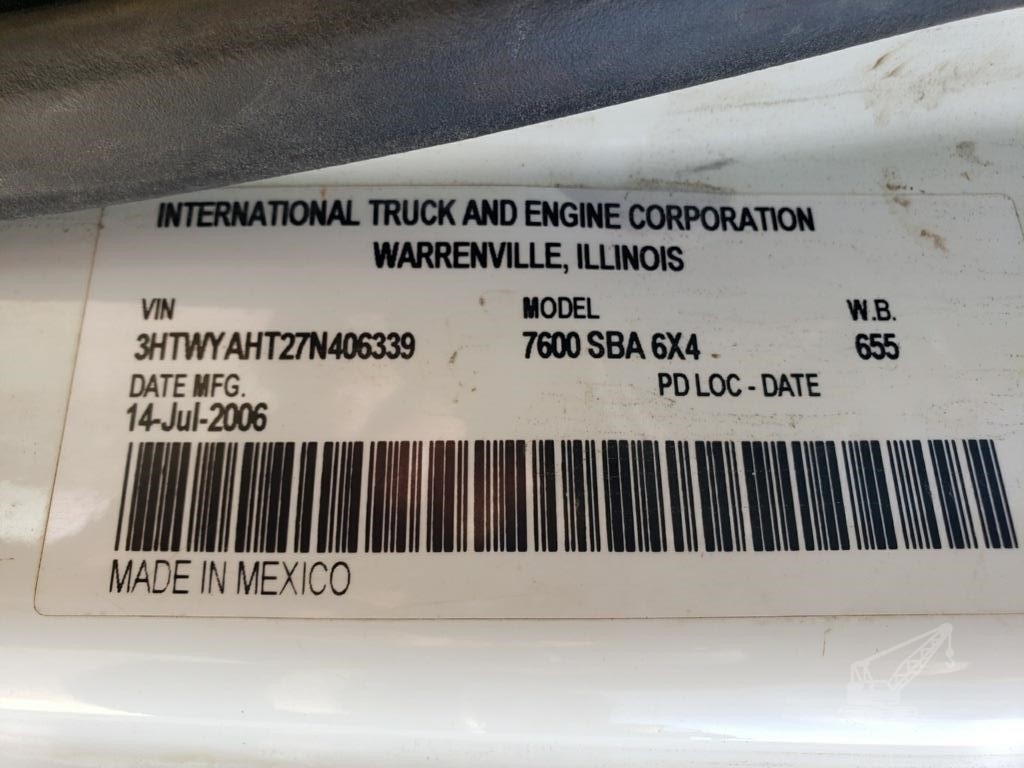 INTERNATIONAL TRUCK AND ENGINE CORPORATION
WARRENVILLE, ILLINOIS
VIN MODEL W.B.
3HTWYAHT27N406339 7600 SBA 6X4 655
DATE MFG. PD LOC - DATE
14-Jul-2006
MADE IN MEXICO